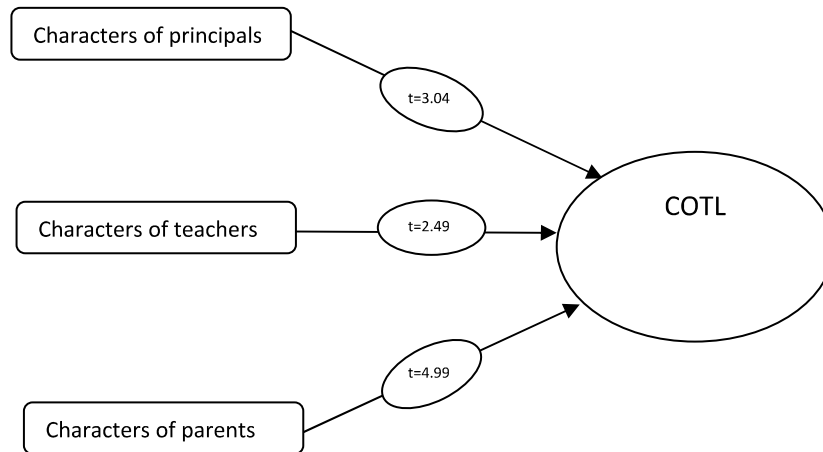 Characters of principals
t=3.04
Characters of teachers
t=2.49
COTL
t=4.99
Characters of parents